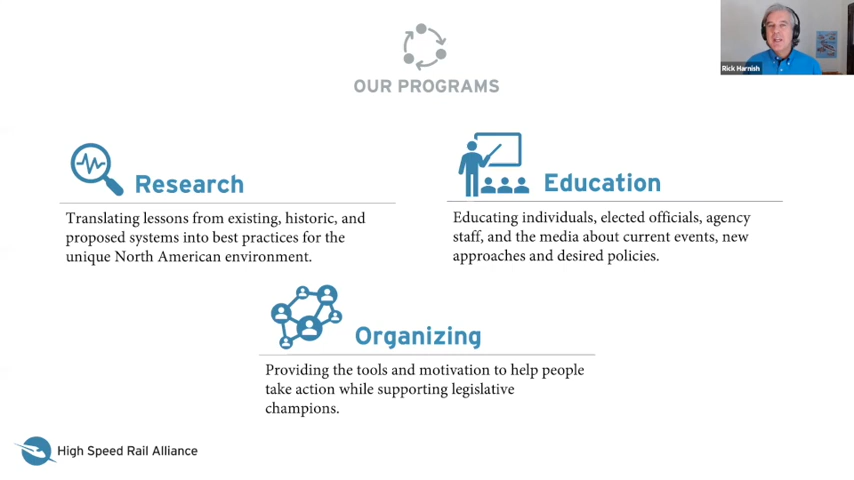 OUR PROGRAMS
Rick Harnish
Research
Translating lessons from existing, historic, and
proposed systems into best practices for the
unique North American environment.
Education
Educating individuals, elected officials, agency
staff, and the media about current events, new
approaches and desired policies.
Organizing
Providing the tools and motivation to help people
take action while supporting legislative
champions.
High Speed Rail Alliance